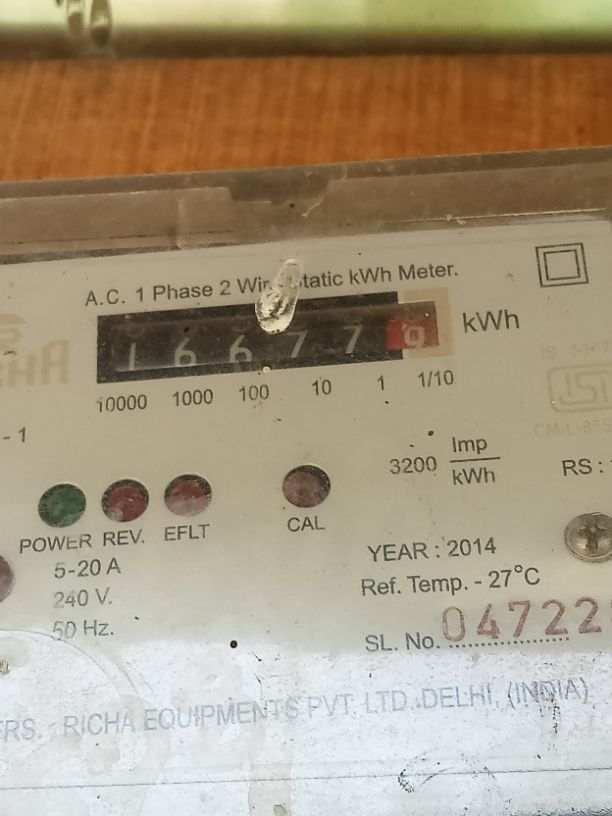 A.C. 1 Phase 2 Wire Static kWh Meter.
1 6 6 7 7 9 kWh
10000 1000 100 10 1 1/10
- 1
3200 Imp/kWh
RS :
POWER REV. EFLT CAL
5-20 A
240 V.
50 Hz.
YEAR : 2014
Ref. Temp. - 27°C
SL. No. 04722
RS. RICHA EQUIPMENTS PVT. LTD. DELHI, (INDIA)